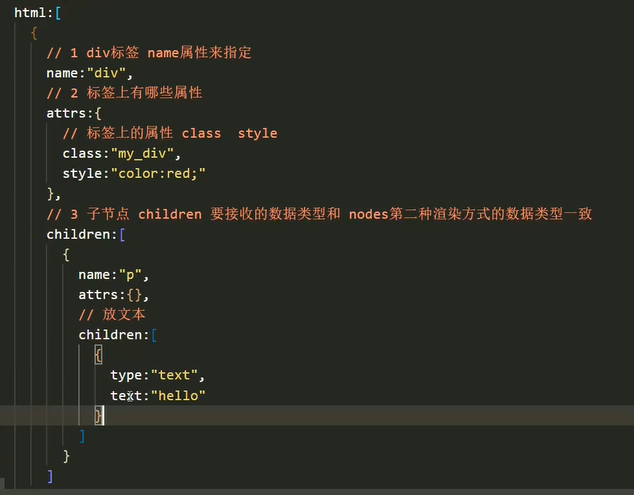 html:[
{
// 1 div标签 name属性来指定
name:"div",
// 2 标签上有哪些属性
attrs:{
// 标签上的属性 class  style
class:"my_div",
style:"color:red;"
},
// 3 子节点 children 要接收的数据类型和 nodes第二种渲染方式的数据类型一致
children:[
{
name:"p",
attrs:{},
// 放文本
children:[
{
type:"text",
text:"hello"
}
]
}
]